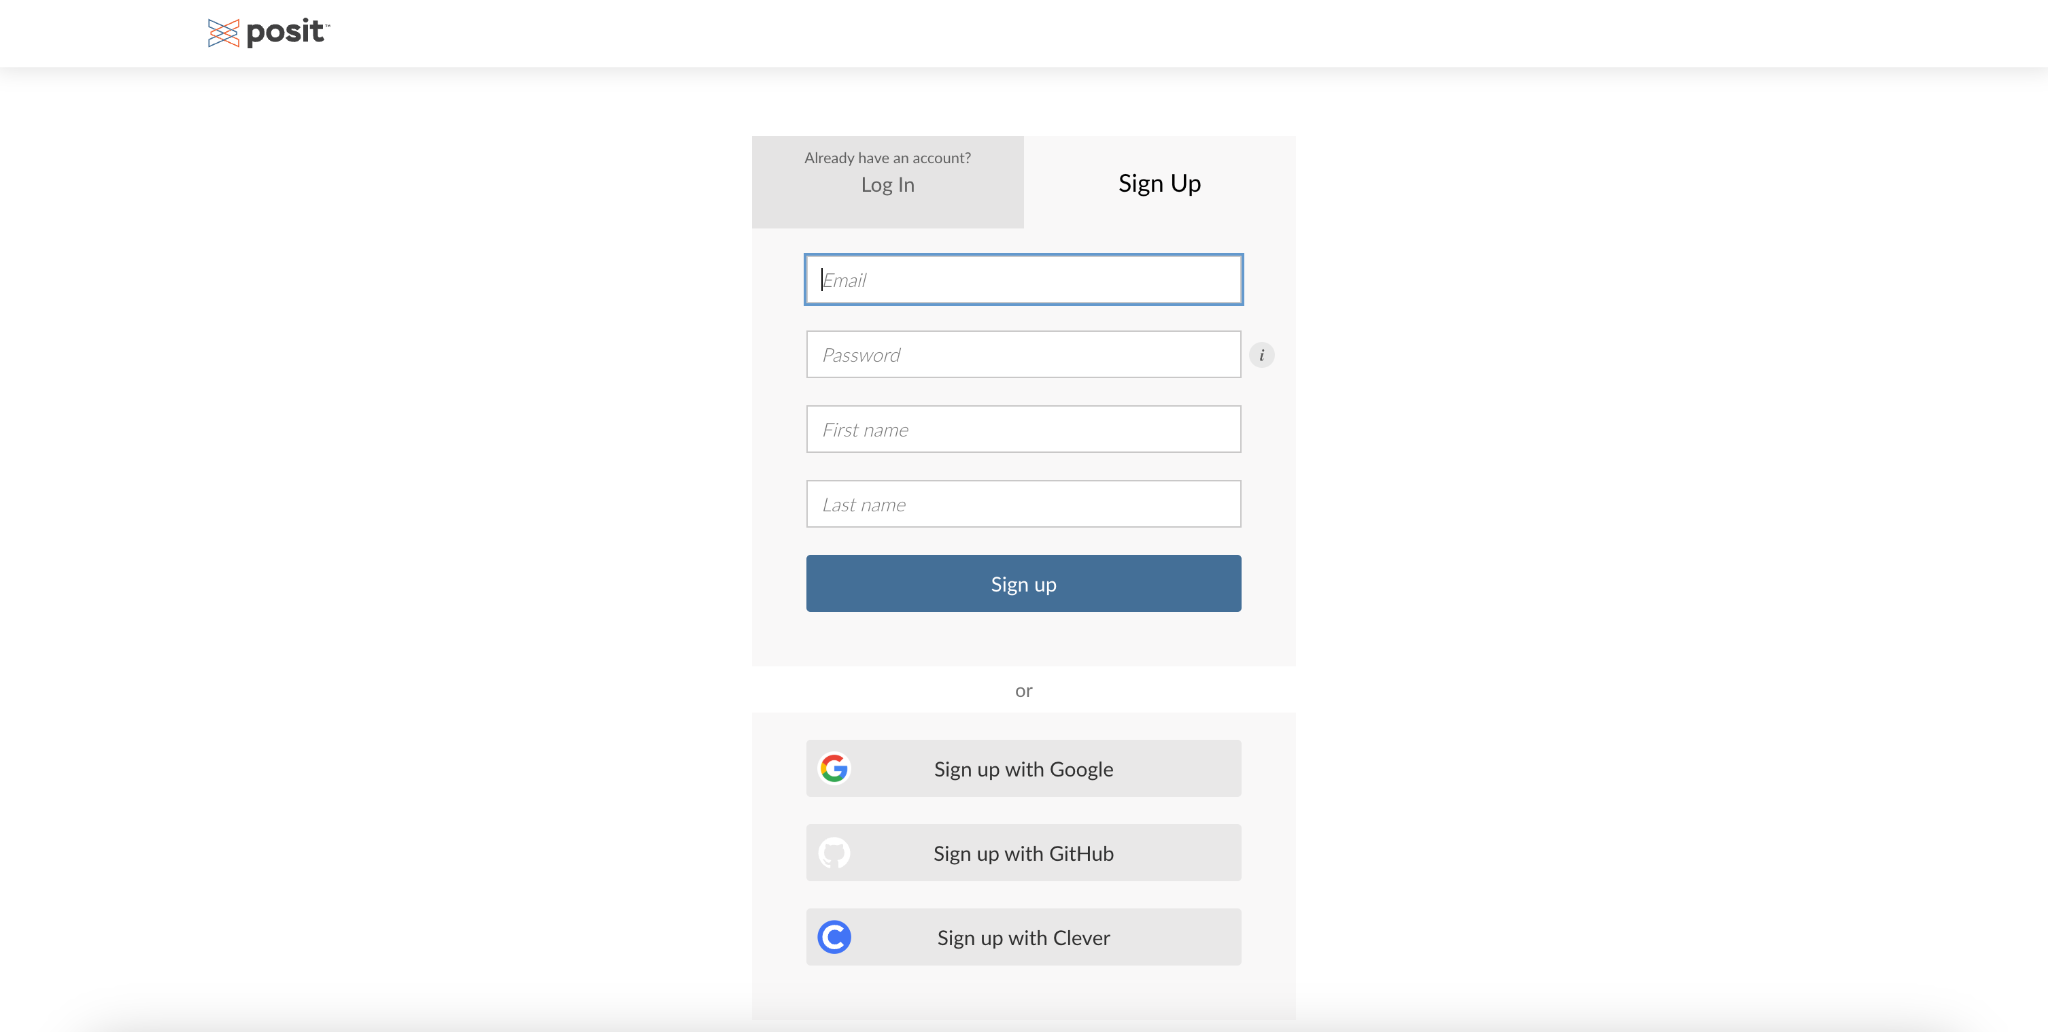 posit™
Already have an account?
Log In
Sign Up
Email
Password
i
First name
Last name
Sign up
or
Sign up with Google
Sign up with GitHub
Sign up with Clever